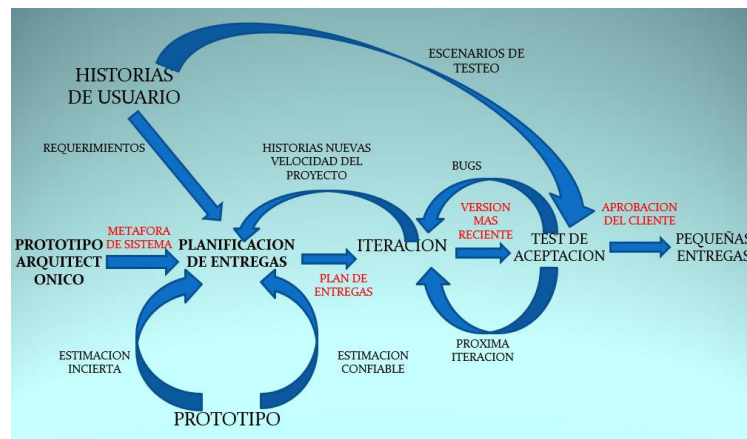 ESCENARIOS DE
TESTEO
HISTORIAS
DE USUARIO
REQUERIMIENTOS
HISTORIAS NUEVAS
VELOCIDAD DEL
PROYECTO
BUGS
METAFORA
DE SISTEMA
VERSION
MAS
RECIENTE
APROBACION
DEL CLIENTE
PROTOTIPO
ARQUITECT
ONICO
PLANIFICACION
DE ENTREGAS
ITERACION
TEST DE
ACEPTACION
PEQUEÑAS
ENTREGAS
PLAN DE
ENTREGAS
ESTIMACION
INCIERTA
ESTIMACION
CONFIABLE
PROXIMA
ITERACION
PROTOTIPO